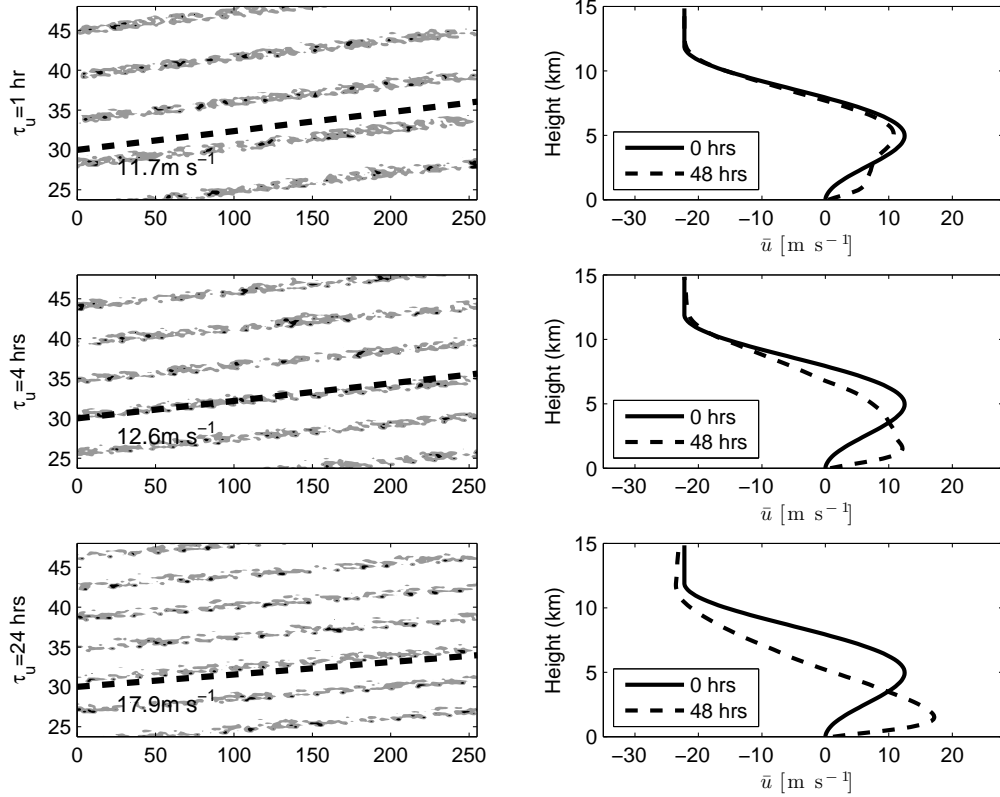 τu=1 hr
45
40
35
30
25
11.7m s−1
0 50 100 150 200 250
Height (km)
15
10
5
0
0 hrs
48 hrs
−30 −20 −10 0 10 20
ū [m s−1]
τu=4 hrs
45
40
35
30
25
12.6m s−1
0 50 100 150 200 250
Height (km)
15
10
5
0
0 hrs
48 hrs
−30 −20 −10 0 10 20
ū [m s−1]
τu=24 hrs
45
40
35
30
25
17.9m s−1
0 50 100 150 200 250
Height (km)
15
10
5
0
0 hrs
48 hrs
−30 −20 −10 0 10 20
ū [m s−1]